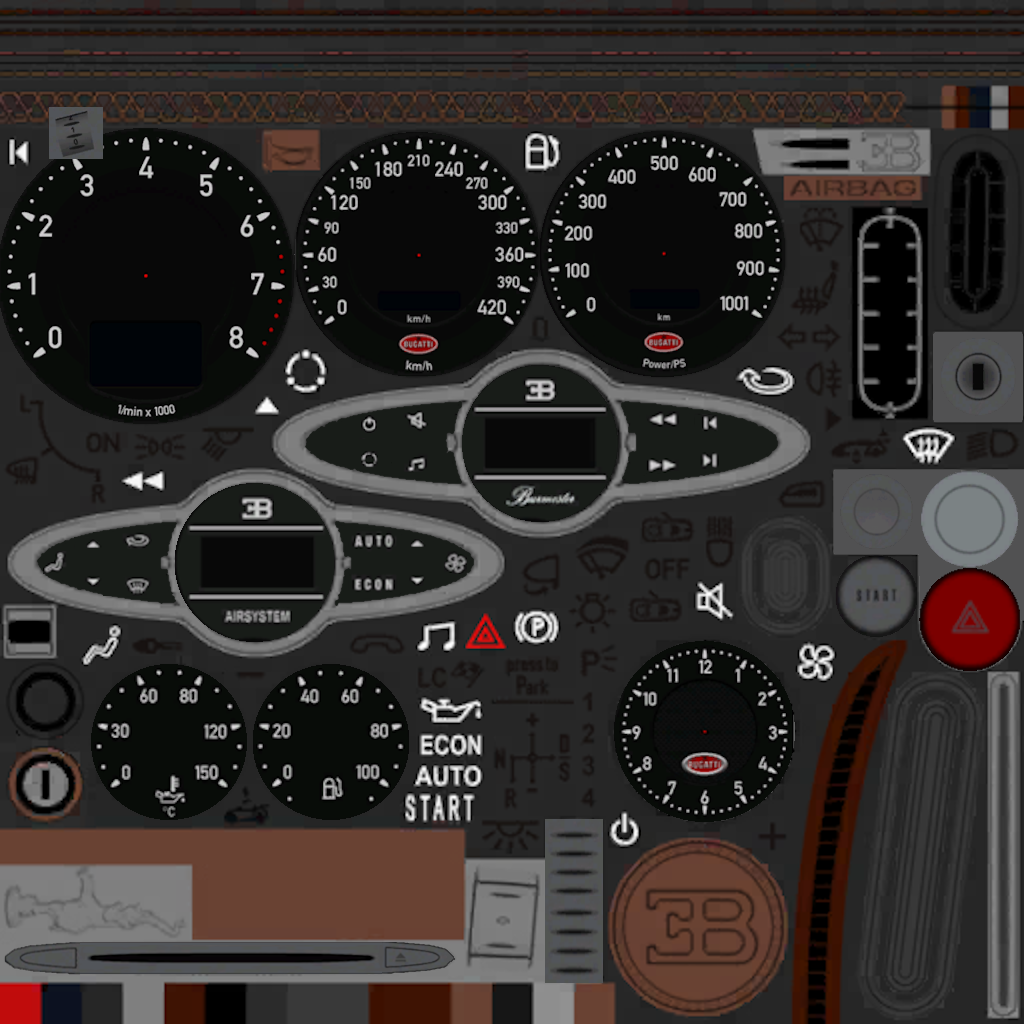 AIRBAG
0 1 2 3 4 5 6 7 8
1/min x 1000
0 30 60 90 120 150 180 210 240 270 300 330 360 390 420
km/h
BUGATTI
km/h
0 100 200 300 400 500 600 700 800 900 1001
km
BUGATTI
Power/PS
L
ON
R
EB
Burmester
EB
AUTO
ECON
AIRSYSTEM
OFF
START
P
LC
press to
Park
P
0 30 60 80 120 150
°C
0 20 40 60 80 100
ECON
AUTO
START
N
R
D
S
1
2
3
4
12 1 2 3 4 5 6 7 8 9 10 11
BUGATTI
EB